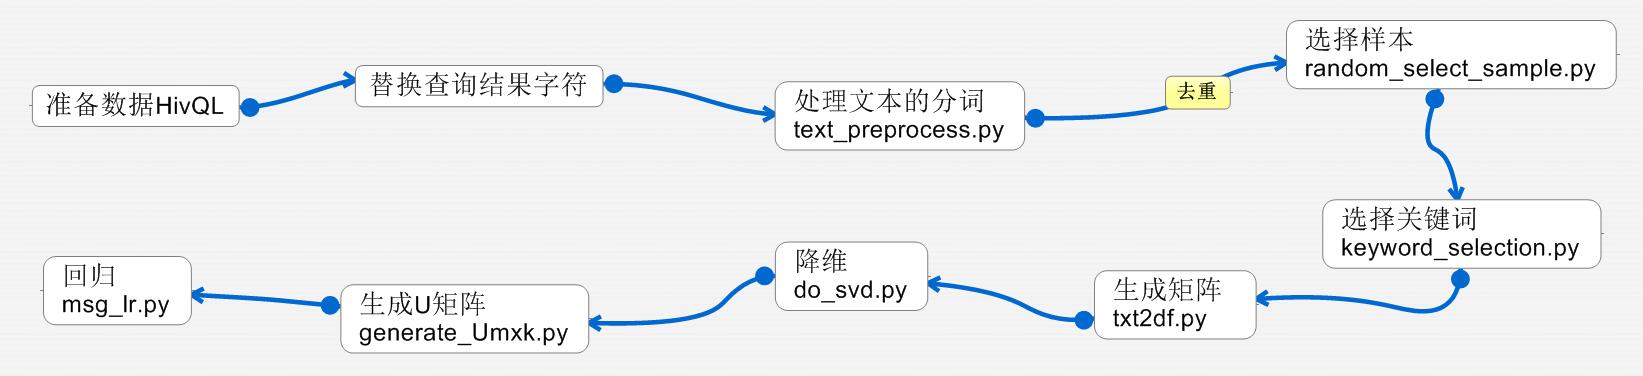 准备数据HivQL
替换查询结果字符
处理文本的分词
text_preprocess.py
去重
选择样本
random_select_sample.py
选择关键词
keyword_selection.py
生成矩阵
txt2df.py
降维
do_svd.py
生成U矩阵
generate_Umxk.py
回归
msg_lr.py